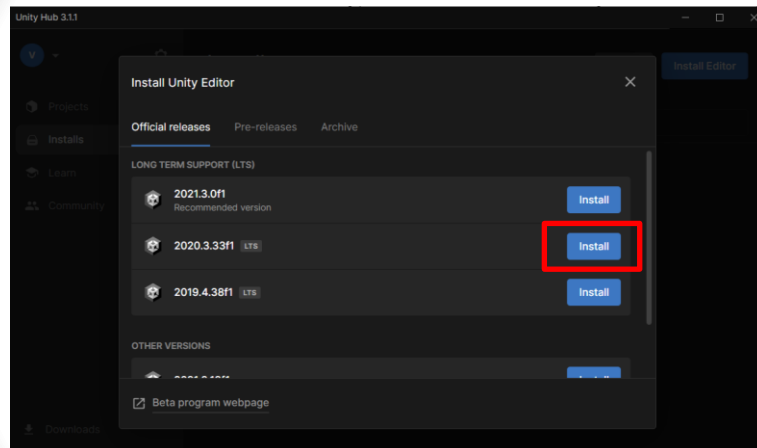 Unity Hub 3.1.1
V
Install Editor
Install Unity Editor
Projects
Official releases Pre-releases Archive
Installs
LONG TERM SUPPORT (LTS)
Learn
2021.3.0f1
Recommended version
Install
Community
2020.3.33f1 LTS
Install
2019.4.38f1 LTS
Install
OTHER VERSIONS
Beta program webpage
Downloads